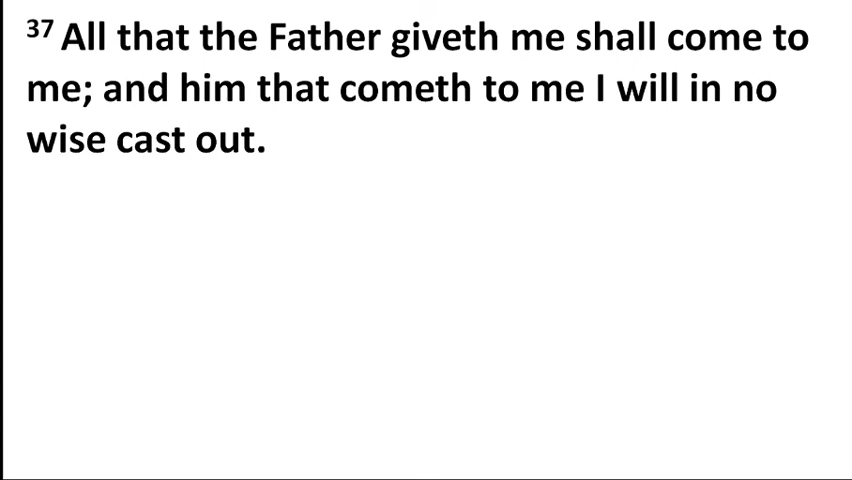 37 All that the Father giveth me shall come to
me; and him that cometh to me I will in no
wise cast out.